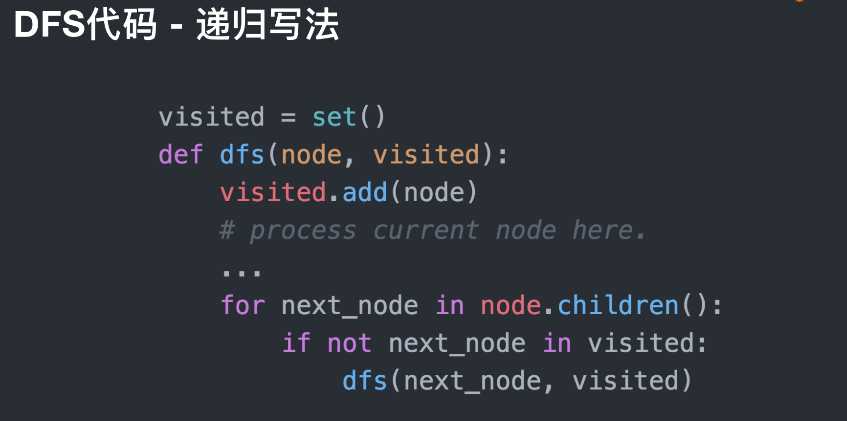 DFS代码 - 递归写法
visited = set()
def dfs(node, visited):
    visited.add(node)
    # process current node here.
    ...
    for next_node in node.children():
        if not next_node in visited:
            dfs(next_node, visited)